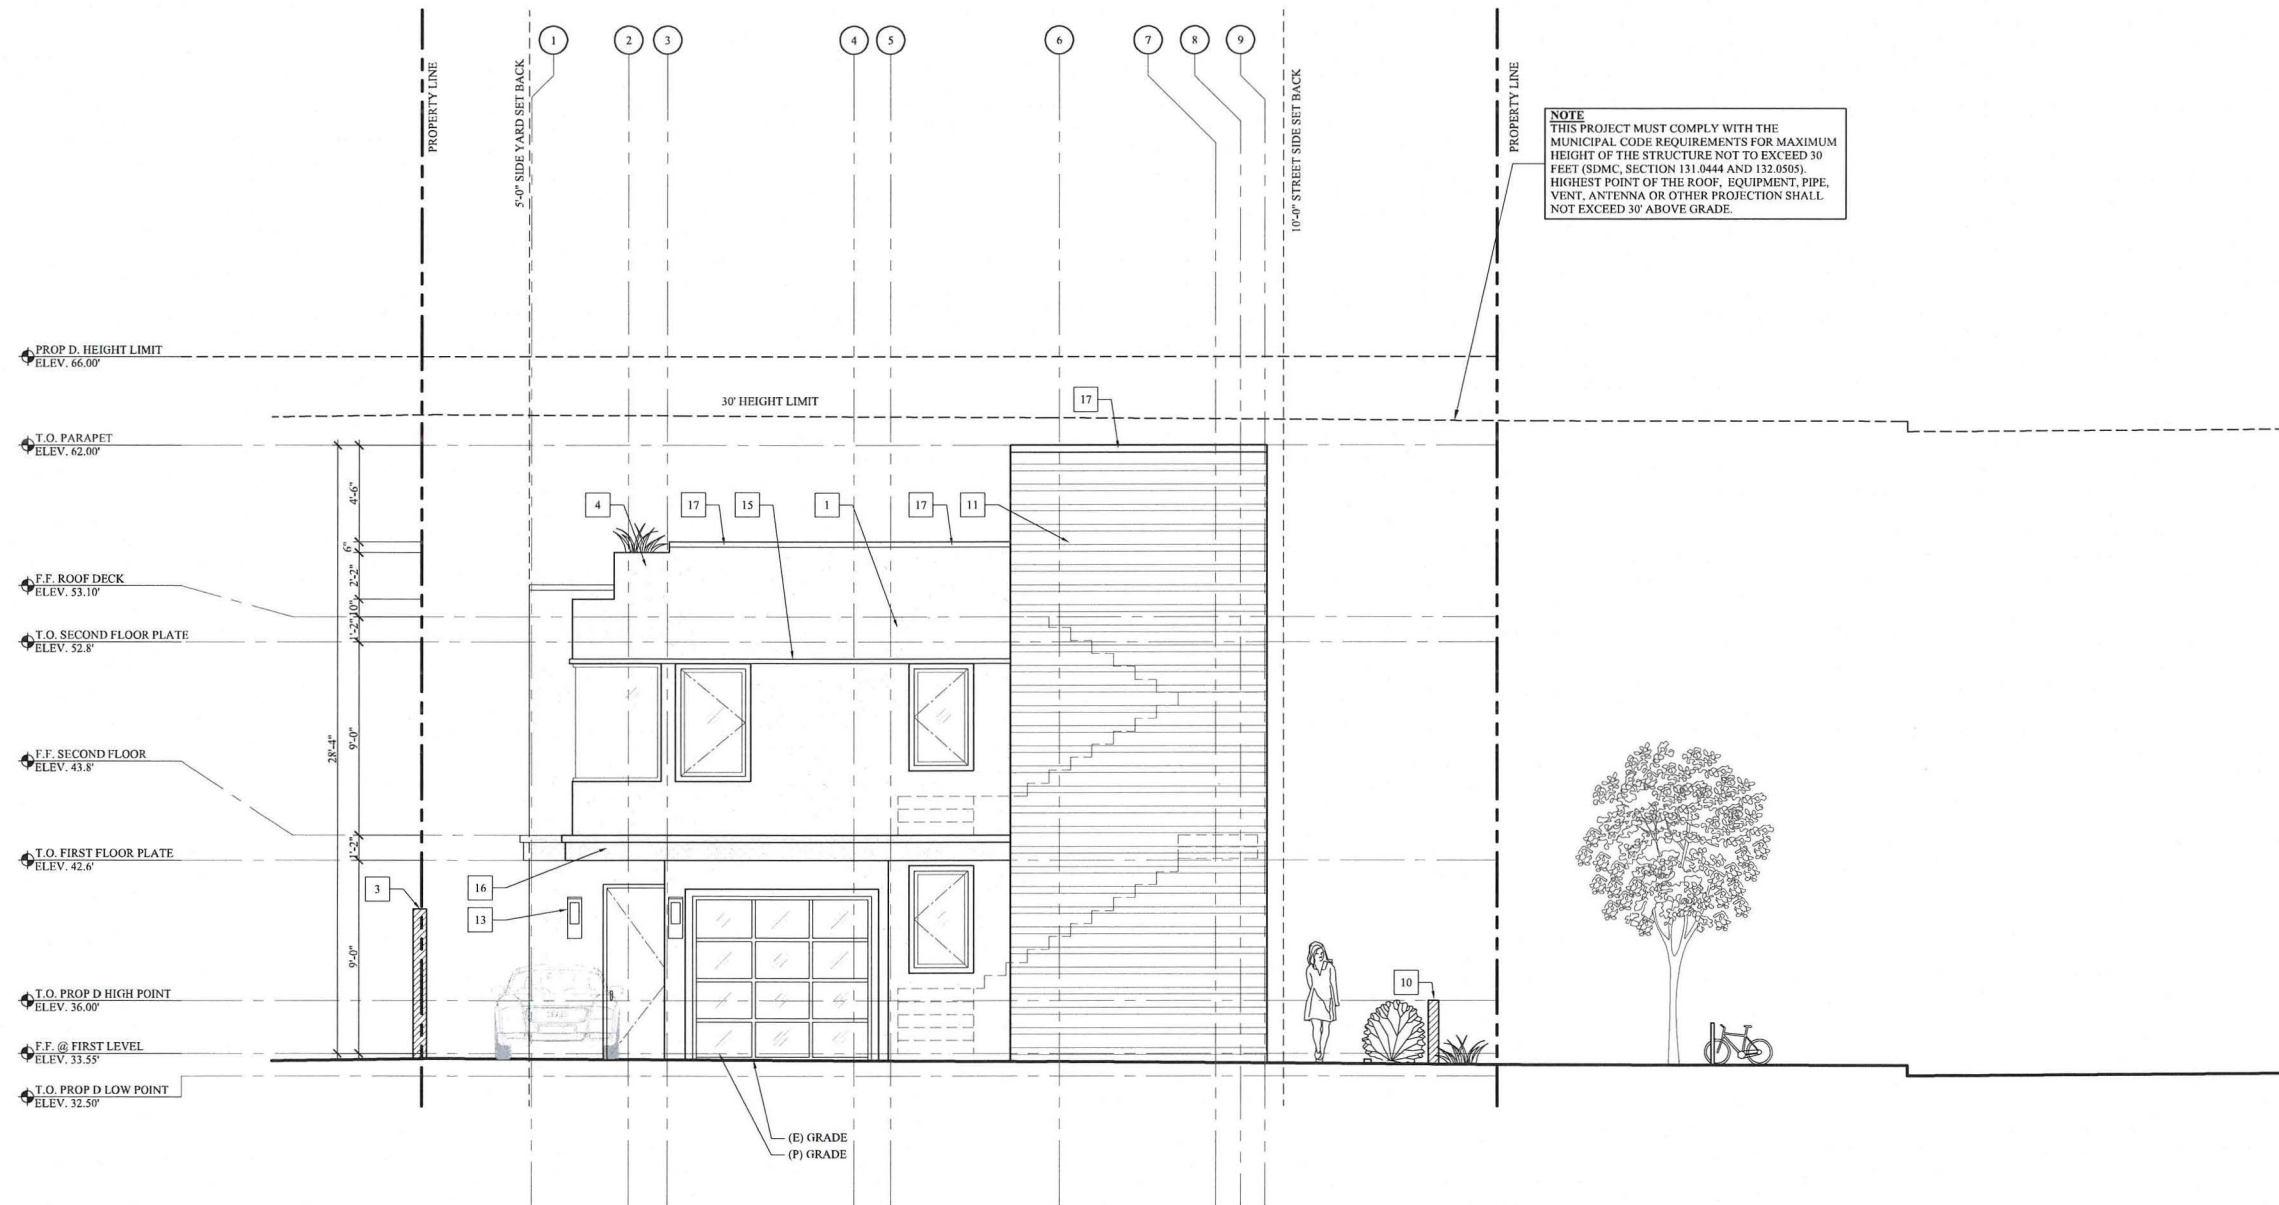 1
2
3
4
5
6
7
8
9
PROPERTY LINE
5'-0" SIDE YARD SET BACK
10'-0" STREET SIDE SET BACK
PROPERTY LINE
NOTE
THIS PROJECT MUST COMPLY WITH THE
MUNICIPAL CODE REQUIREMENTS FOR MAXIMUM
HEIGHT OF THE STRUCTURE NOT TO EXCEED 30
FEET (SDMC, SECTION 131.0444 AND 132.0505).
HIGHEST POINT OF THE ROOF, EQUIPMENT, PIPE,
VENT, ANTENNA OR OTHER PROJECTION SHALL
NOT EXCEED 30' ABOVE GRADE.
PROP D. HEIGHT LIMIT
ELEV. 66.00'
30' HEIGHT LIMIT
17
T.O. PARAPET
ELEV. 62.00'
4'-6"
4
17
15
1
17
11
6"
2'-2"
F.F. ROOF DECK
ELEV. 53.10'
10"
1'-2"
T.O. SECOND FLOOR PLATE
ELEV. 52.8'
28'-4"
9'-0"
F.F. SECOND FLOOR
ELEV. 43.8'
1'-2"
T.O. FIRST FLOOR PLATE
ELEV. 42.6'
3
16
13
9'-0"
10
T.O. PROP D HIGH POINT
ELEV. 36.00'
F.F. @ FIRST LEVEL
ELEV. 33.55'
T.O. PROP D LOW POINT
ELEV. 32.50'
(E) GRADE
(P) GRADE